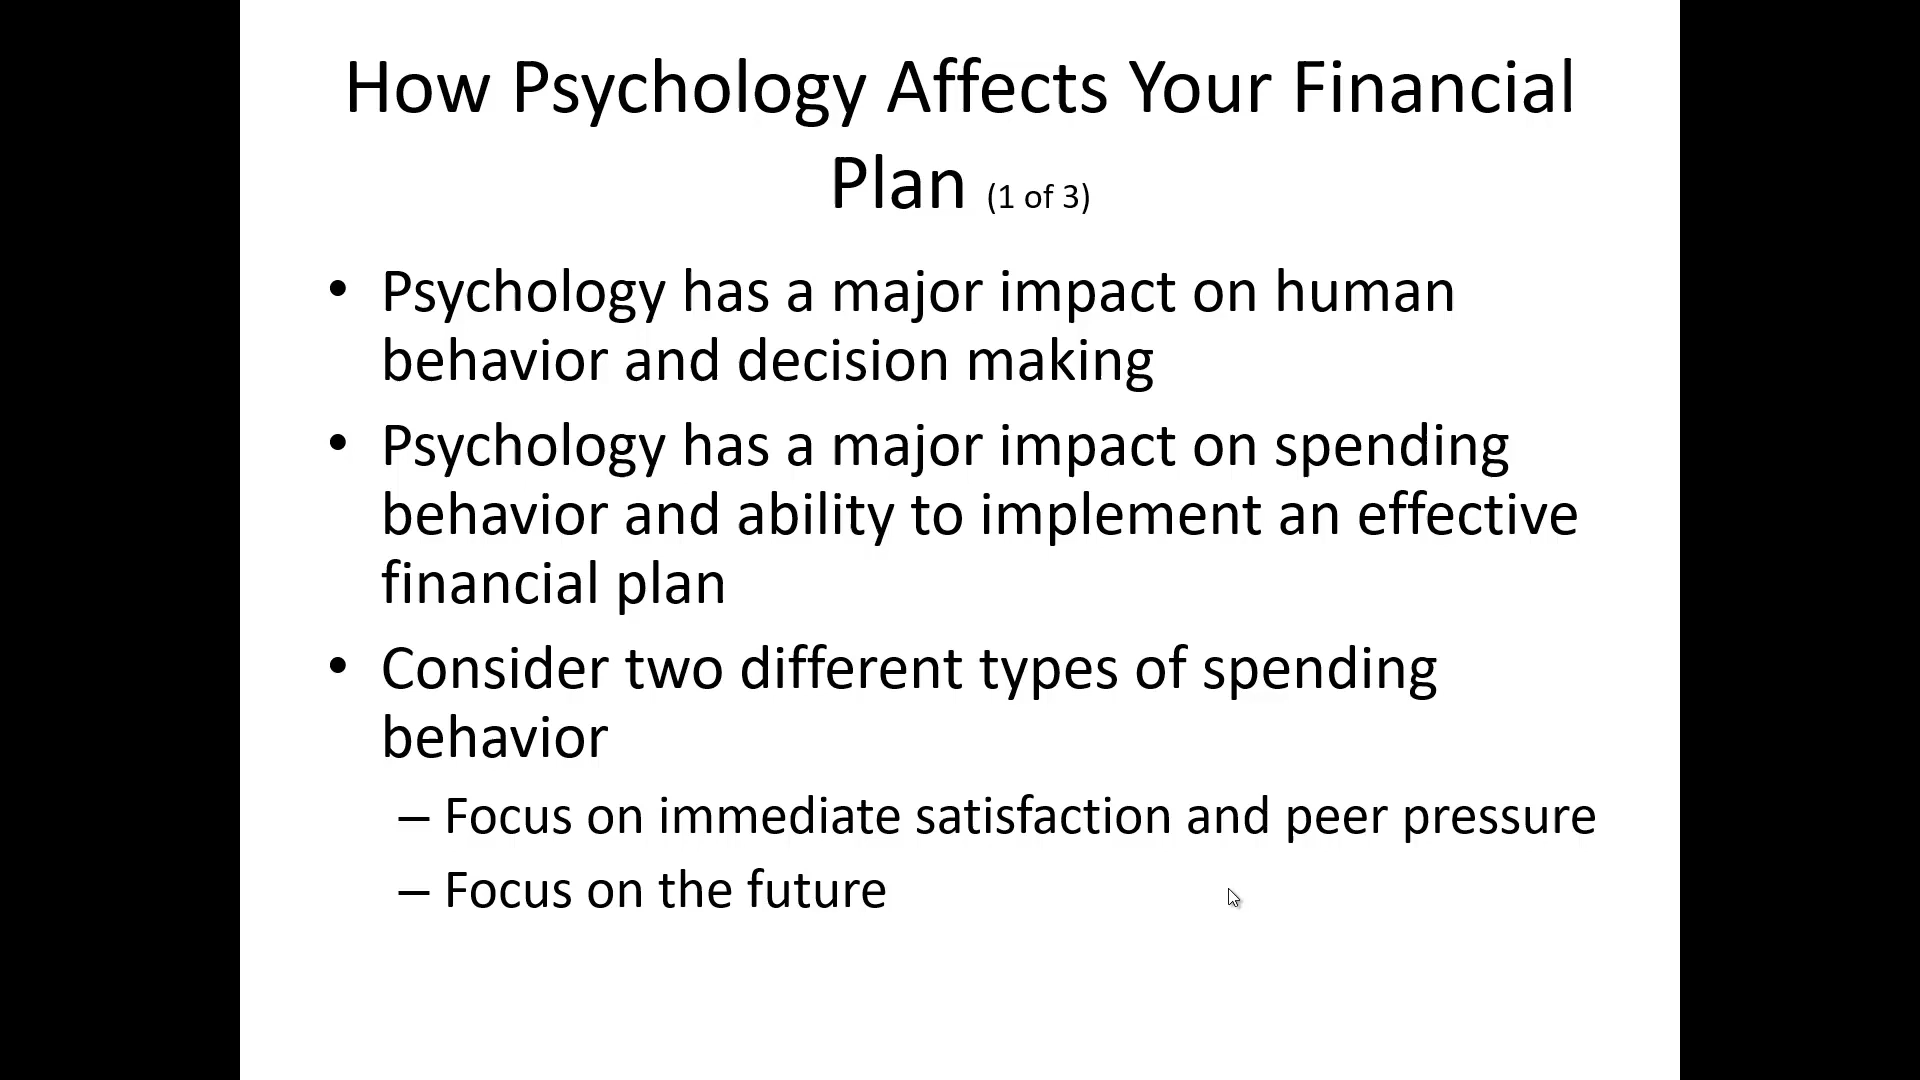 How Psychology Affects Your Financial
Plan (1 of 3)
• Psychology has a major impact on human
behavior and decision making
• Psychology has a major impact on spending
behavior and ability to implement an effective
financial plan
• Consider two different types of spending
behavior
– Focus on immediate satisfaction and peer pressure
– Focus on the future